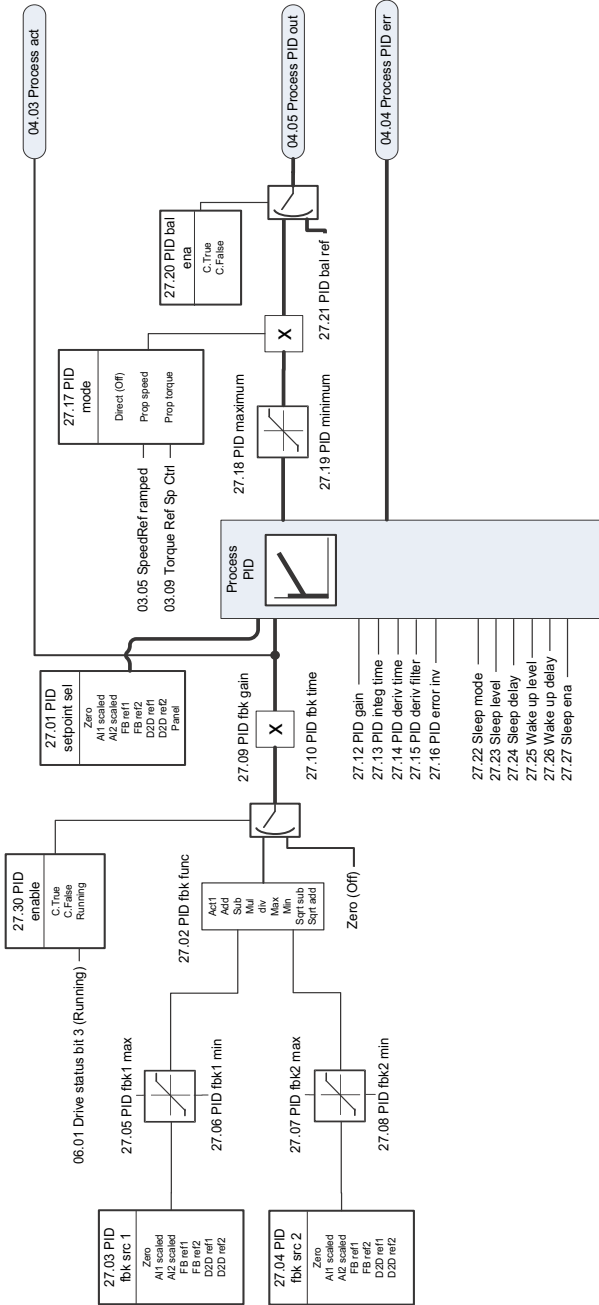 27.03 PID
fbk src 1
Zero
AI1 scaled
AI2 scaled
FB ref1
FB ref2
D2D ref1
D2D ref2
27.04 PID
fbk src 2
Zero
AI1 scaled
AI2 scaled
FB ref1
FB ref2
D2D ref1
D2D ref2
27.05 PID fbk1 max
27.06 PID fbk1 min
27.07 PID fbk2 max
27.08 PID fbk2 min
06.01 Drive status bit 3 (Running)
27.30 PID
enable
C.True
C.False
Running
27.02 PID fbk func
Act1
Add
Sub
Mul
div
Max
Min
Sqrt sub
Sqrt add
Zero (Off)
27.01 PID
setpoint sel
Zero
AI1 scaled
AI2 scaled
FB ref1
FB ref2
D2D ref1
D2D ref2
Panel
27.09 PID fbk gain
X
27.10 PID fbk time
27.12 PID gain
27.13 PID integ time
27.14 PID deriv time
27.15 PID deriv filter
27.16 PID error inv
27.22 Sleep mode
27.23 Sleep level
27.24 Sleep delay
27.25 Wake up level
27.26 Wake up delay
27.27 Sleep ena
Process
PID
03.05 SpeedRef ramped
03.09 Torque Ref Sp Ctrl
27.17 PID
mode
Direct (Off)
Prop speed
Prop torque
27.18 PID maximum
27.19 PID minimum
X
27.20 PID bal
ena
C.True
C.False
27.21 PID bal ref
04.03 Process act
04.05 Process PID out
04.04 Process PID err